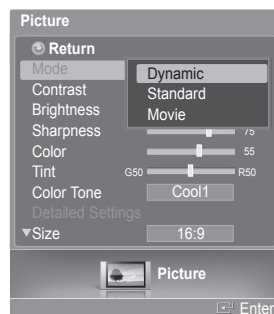 Picture
Return
Mode
Dynamic
Standard
Movie
Contrast
Brightness
Sharpness 75
Color 55
Tint G50 R50
Color Tone Cool1
Detailed Settings
▼Size 16:9
Picture
Enter